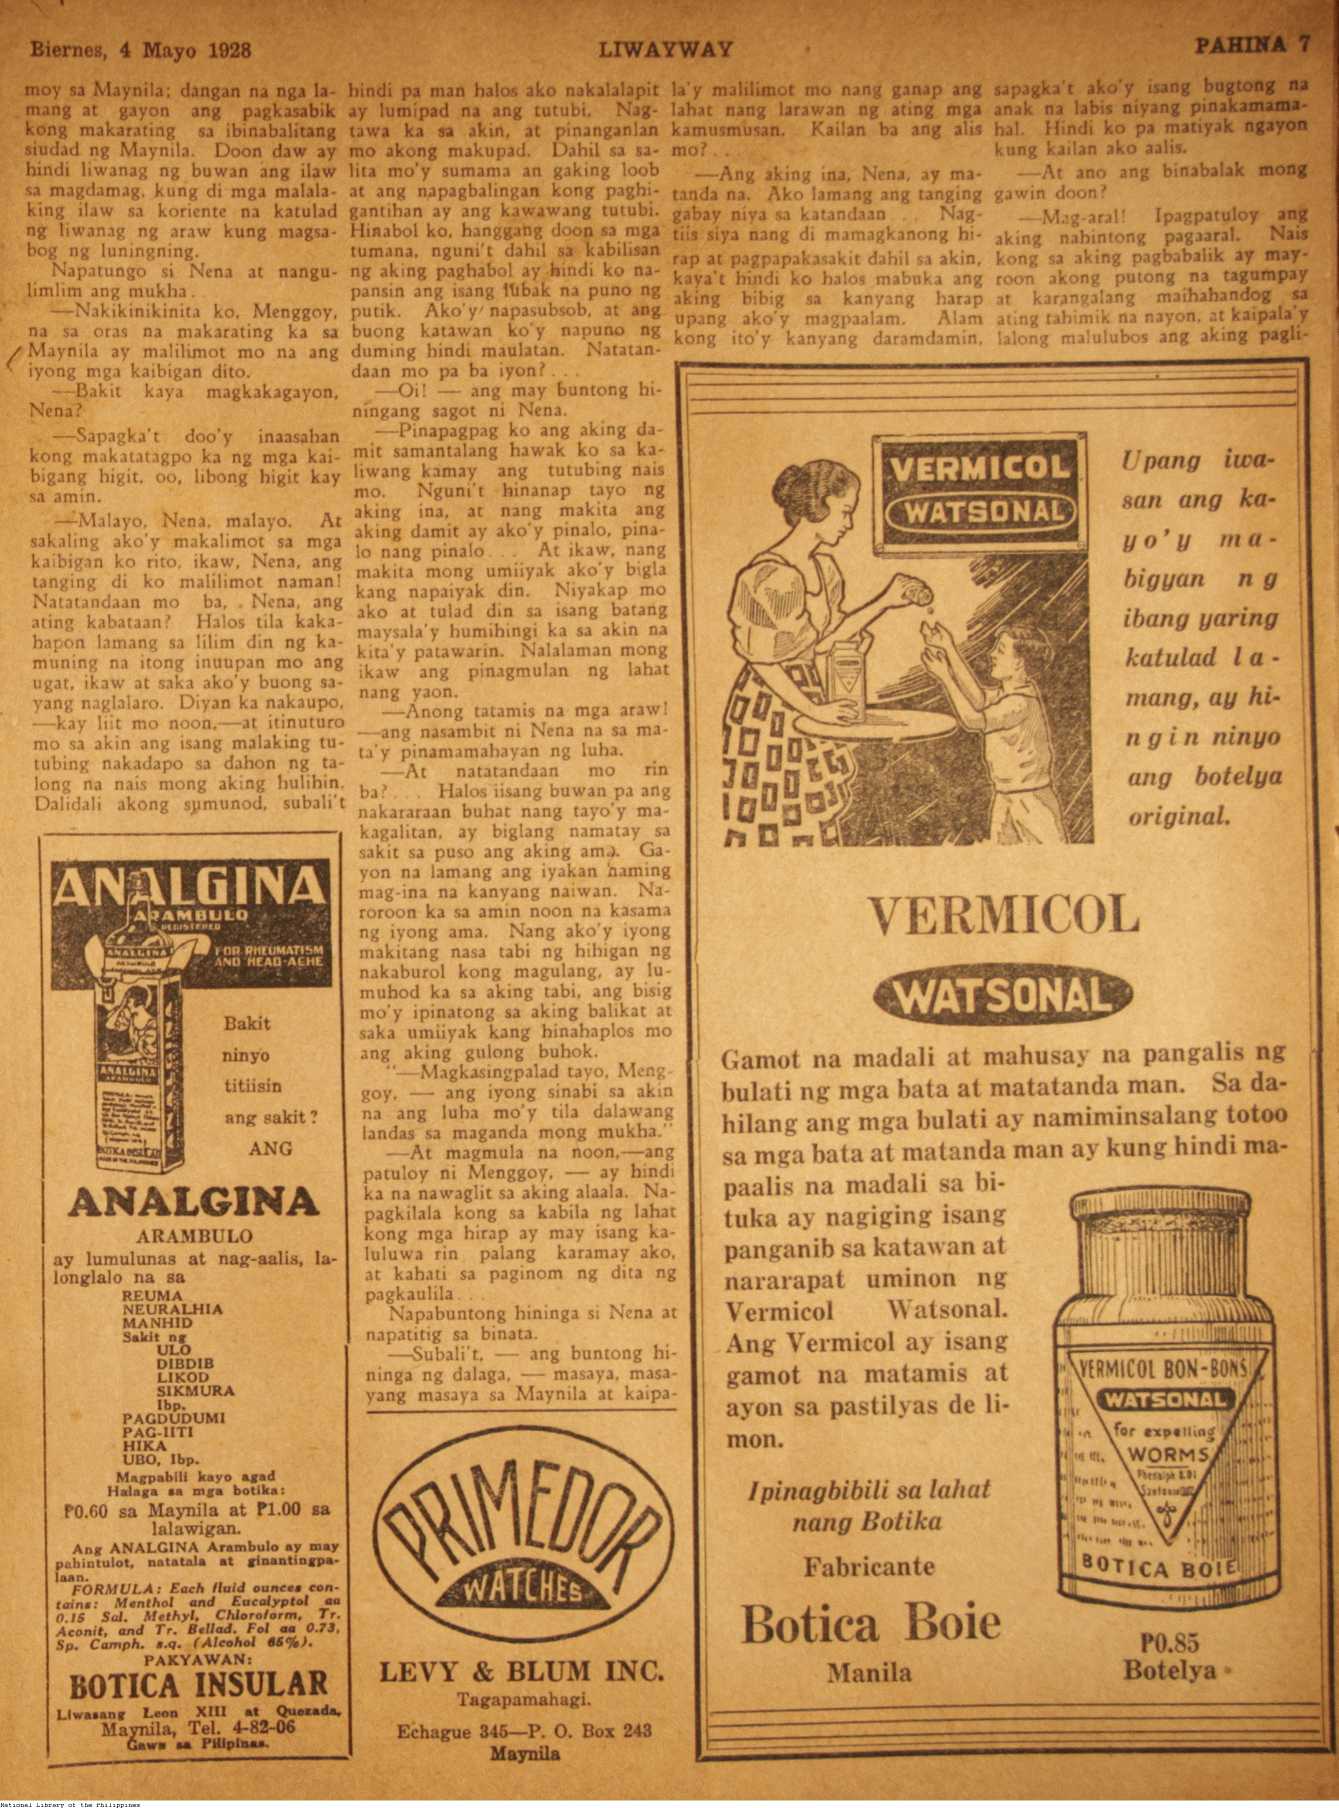 Biernes, 4 Mayo 1928
LIWAYWAY
PAHINA 7
moy sa Maynila; dangan na nga la-
mang at gayon ang pagkasabik
kong makarating sa ibinabalitang
siudad ng Maynila. Doon daw ay
hindi liwanag ng buwan ang ilaw
sa magdamag, kung di mga malala-
king ilaw sa koriente na katulad
ng liwanag ng araw kung magsa-
bog ng luningning.
Napatungo si Nena at nangu-
limlim ang mukha.
—Nakikinikinita ko, Menggoy,
na sa oras na makarating ka sa
Maynila ay malilimot mo na ang
iyong mga kaibigan dito.
—Bakit kaya magkakagayon,
Nena?
—Sapagka't doo'y inaasahan
kong makatatagpo ka ng mga kai-
bigang higit, oo, libong higit kay
sa amin.
—Malayo, Nena, malayo. At
sakaling ako'y makalimot sa mga
kaibigan ko rito, ikaw, Nena, ang
tanging di ko malilimot naman!
Natatandaan mo ba, Nena, ang
ating kabataan? Halos tila kaka-
hapon lamang sa lilim din ng ka-
muning na itong inuupan mo ang
ugat, ikaw at saka ako'y buong sa-
yang naglalaro. Diyan ka nakaupo,
—kay liit mo noon,—at itinuturo
mo sa akin ang isang malaking tu-
tubing nakadapo sa dahon ng ta-
long na nais mong aking hulihin.
Dalidali akong sumunod, subali't
hindi pa man halos ako nakalalapit
ay lumipad na ang tutubi. Nag-
tawa ka sa akin, at pinanganlan
mo akong makupad. Dahil sa sa-
lita mo'y sumama an gaking loob
at ang napagbalingan kong paghi-
gantihan ay ang kawawang tutubi.
Hinabol ko, hanggang doon sa mga
tumana, nguni't dahil sa kabilisan
ng aking paghabol ay hindi ko na-
pansin ang isang lubak na puno ng
putik. Ako'y napasubsob, at ang
buong katawan ko'y napuno ng
duming hindi maulatan. Natatan-
daan mo pa ba iyon? . . .
—Oi! — ang may buntong hi-
ningang sagot ni Nena.
—Pinapagpag ko ang aking da-
mit samantalang hawak ko sa ka-
liwang kamay ang tutubing nais
mo. Nguni't hinanap tayo ng
aking ina, at nang makita ang
aking damit ay ako'y pinalo, pina-
lo nang pinalo. . . At ikaw, nang
makita mong umiiyak ako'y bigla
kang napaiyak din. Niyakap mo
ako at tulad din sa isang batang
maysala'y humihingi ka sa akin na
kita'y patawarin. Nalalaman mong
ikaw ang pinagmulan ng lahat
nang yaon.
—Anong tatamis na mga araw!
—ang nasambit ni Nena na sa ma-
ta'y pinamamahayan ng luha.
—At natatandaan mo rin
ba? . . . Halos iisang buwan pa ang
nakararaan buhat nang tayo'y ma-
kagalitan, ay biglang namatay sa
sakit sa puso ang aking ama. Ga-
yon na lamang ang iyakan naming
mag-ina na kanyang naiwan. Na-
roroon ka sa amin noon na kasama
ng iyong ama. Nang ako'y iyong
makitang nasa tabi ng hihigan ng
nakaburol kong magulang, ay lu-
muhod ka sa aking tabi, ang bisig
mo'y ipinatong sa aking balikat at
saka umiiyak kang hinahaplos mo
ang aking gulong buhok.
"—Magkasingpalad tayo, Meng-
goy, — ang iyong sinabi sa akin
na ang luha mo'y tila dalawang
landas sa maganda mong mukha."
—At magmula na noon,—ang
patuloy ni Menggoy, — ay hindi
ka na nawaglit sa aking alaala. Na-
pagkilala kong sa kabila ng lahat
kong mga hirap ay may isang ka-
luluwa rin palang karamay ako,
at kahati sa paginom ng dita ng
pagkaulila. . .
Napabuntong hininga si Nena at
napatitig sa binata.
—Subali't, — ang buntong hi-
ninga ng dalaga, — masaya, masa-
yang masaya sa Maynila at kaipa-
la'y malilimot mo nang ganap ang
lahat nang larawan ng ating mga
kamusmusan. Kailan ba ang alis
mo? . .
—Ang aking ina, Nena, ay ma-
tanda na. Ako lamang ang tanging
gabay niya sa katandaan . . Nag-
tiis siya nang di mamagkanong hi-
rap at pagpapakasakit dahil sa akin,
kaya't hindi ko halos mabuka ang
aking bibig sa kanyang harap
upang ako'y magpaalam. Alam
kong ito'y kanyang daramdamin,
sapagka't ako'y isang bugtong na
anak na labis niyang pinakamama-
hal. Hindi ko pa matiyak ngayon
kung kailan ako aalis.
—At ano ang binabalak mong
gawin doon?
—Mag-aral! Ipagpatuloy ang
aking nahintong pagaaral. Nais
kong sa aking pagbabalik ay may-
roon akong putong na tagumpay
at karangalang maihahandog sa
ating tahimik na nayon, at kaipala'y
lalong malulubos ang aking pagli-
ANALGINA
ARAMBULO
REGISTERED
FOR RHEUMATISM
AND HEAD-ACHE
ANALGINA
ARAMBULO
ANALGINA
ARAMBULO
BOTICA INSULAR
Bakit
ninyo
titiisin
ang sakit?
ANG
ANALGINA
ARAMBULO
ay lumulunas at nag-aalis, la-
longlalo na sa
REUMA
NEURALHIA
MANHID
Sakit ng
ULO
DIBDIB
LIKOD
SIKMURA
Ibp.
PAGDUDUMI
PAG-IITI
HIKA
UBO, Ibp.
Magpabili kayo agad
Halaga sa mga botika:
₱0.60 sa Maynila at ₱1.00 sa
lalawigan.
Ang ANALGINA Arambulo ay may
pahintulot, natatala at ginantingpa-
laan.
FORMULA: Each fluid ounces con-
tains: Menthol and Eucalyptol aa
0.15 Sal. Methyl, Chloroform, Tr.
Aconit, and Tr. Bellad. Fol aa 0.73,
Sp. Camph. s.q. (Alcohol 65%).
PAKYAWAN:
BOTICA INSULAR
Liwasang Leon XIII at Quezada,
Maynila, Tel. 4-82-06
Gawa sa Pilipinas.
PRIMEDOR
WATCHES
LEVY & BLUM INC.
Tagapamahagi.
Echague 345—P. O. Box 243
Maynila
VERMICOL
WATSONAL
Upang iwa-
san ang ka-
yo'y ma-
bigyan ng
ibang yaring
katulad la-
mang, ay hi-
ngin ninyo
ang botelya
original.
VERMICOL
WATSONAL
Gamot na madali at mahusay na pangalis ng
bulati ng mga bata at matatanda man. Sa da-
hilang ang mga bulati ay namiminsalang totoo
sa mga bata at matanda man ay kung hindi ma-
paalis na madali sa bi-
tuka ay nagiging isang
panganib sa katawan at
nararapat uminon ng
Vermicol Watsonal.
Ang Vermicol ay isang
gamot na matamis at
ayon sa pastilyas de li-
mon.
Ipinagbibili sa lahat
nang Botika
Fabricante
Botica Boie
Manila
VERMICOL BON-BONS
WATSONAL
for expelling
WORMS
BOTICA BOIE
₱0.85
Botelya
National Library of the Philippines